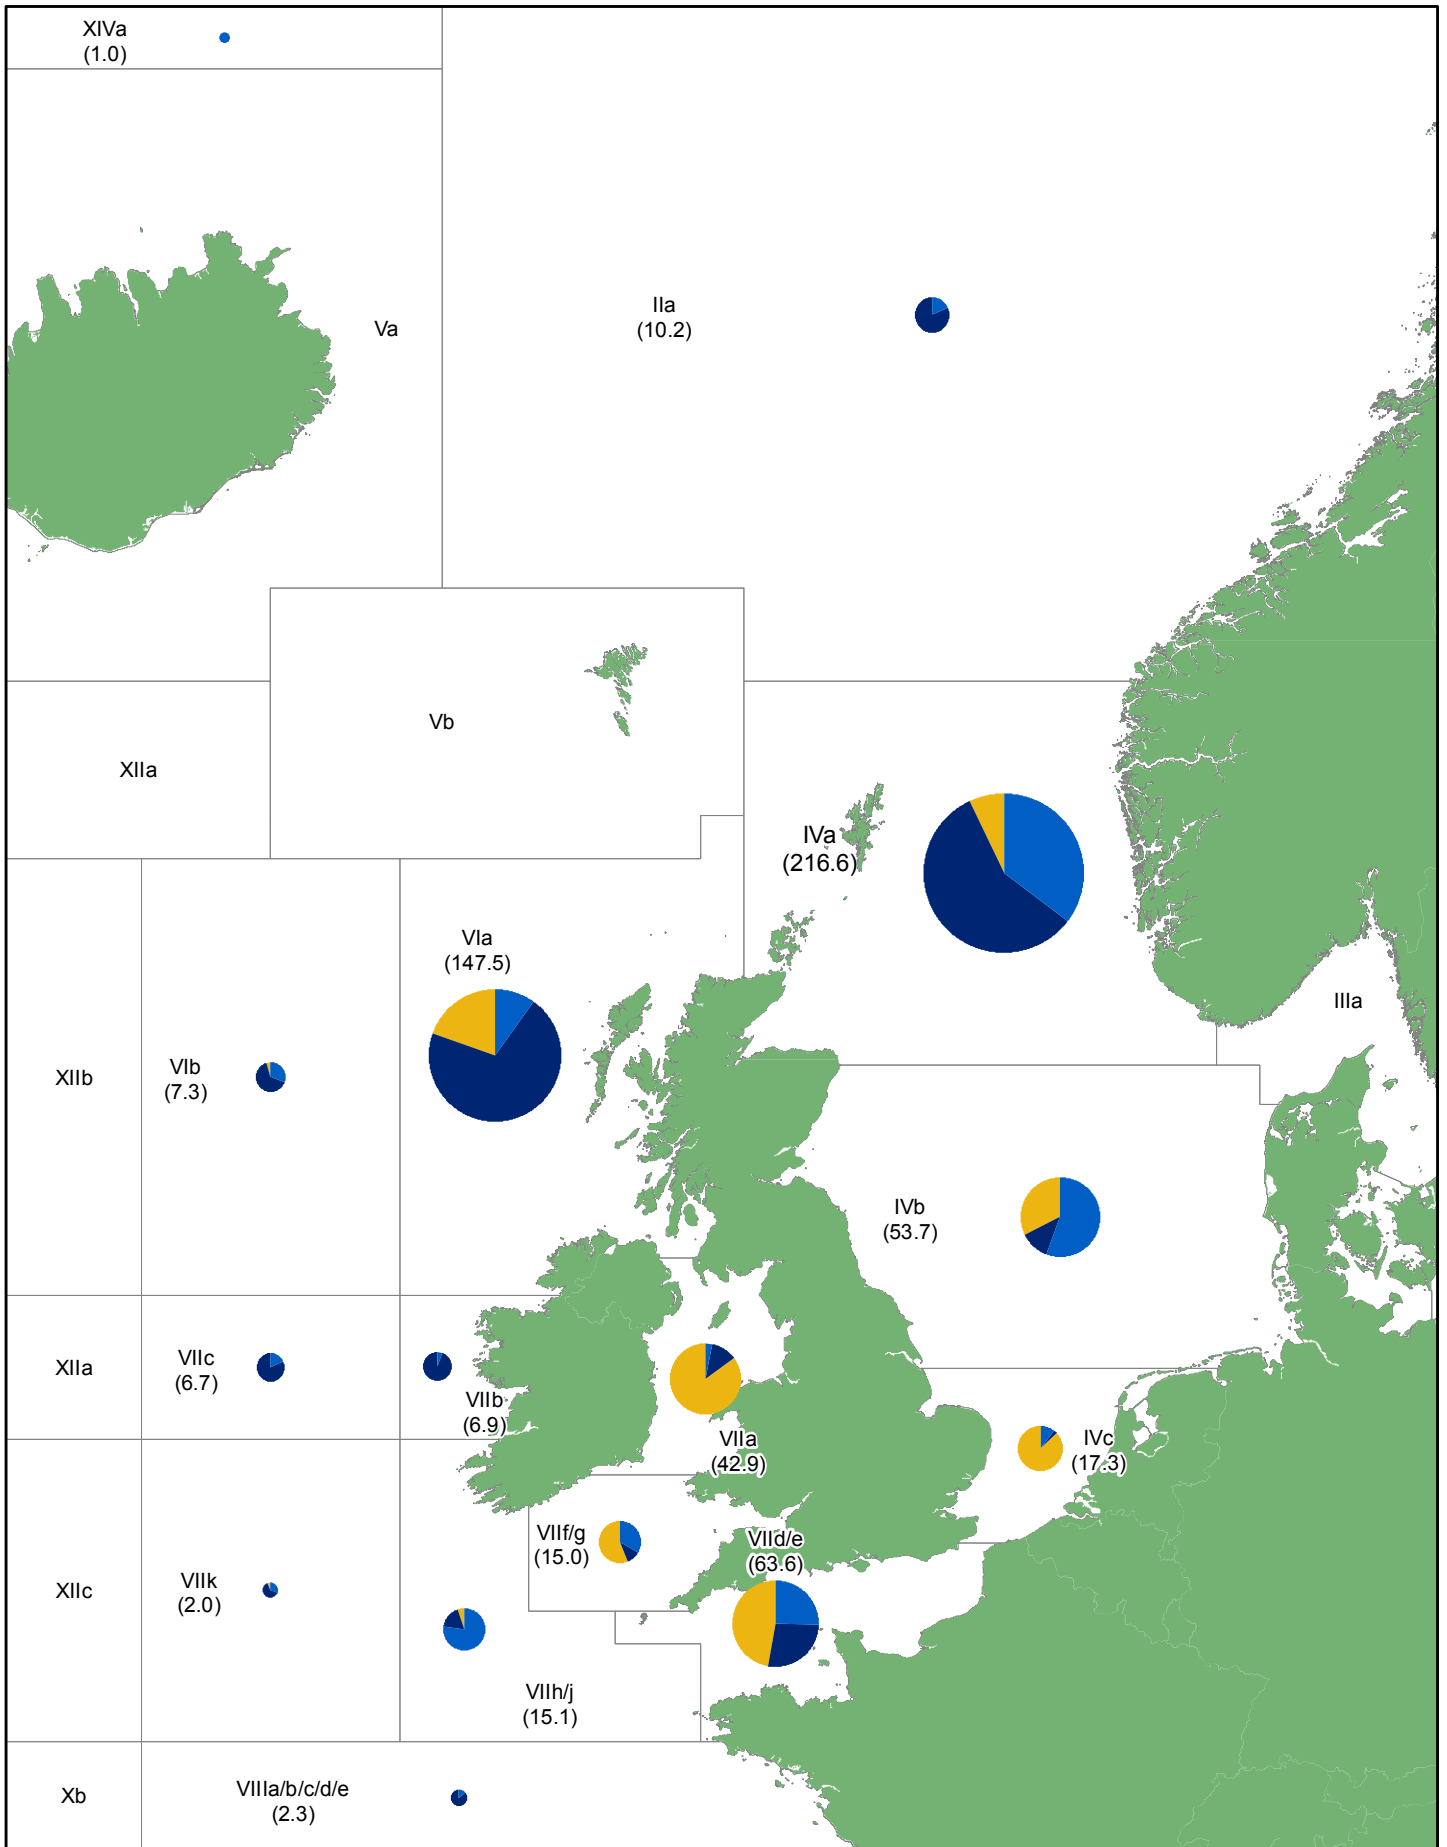 XIVa
(1.0)
Va
IIa
(10.2)
Vb
XIIa
IVa
(216.6)
VIa
(147.5)
IIIa
XIIb
VIb
(7.3)
IVb
(53.7)
XIIa
VIIc
(6.7)
VIIb
(6.9)
VIIa
(42.9)
IVc
(17.3)
VIIf/g
(15.0)
VIId/e
(63.6)
XIIc
VIIk
(2.0)
VIIh/j
(15.1)
Xb
VIIIa/b/c/d/e
(2.3)